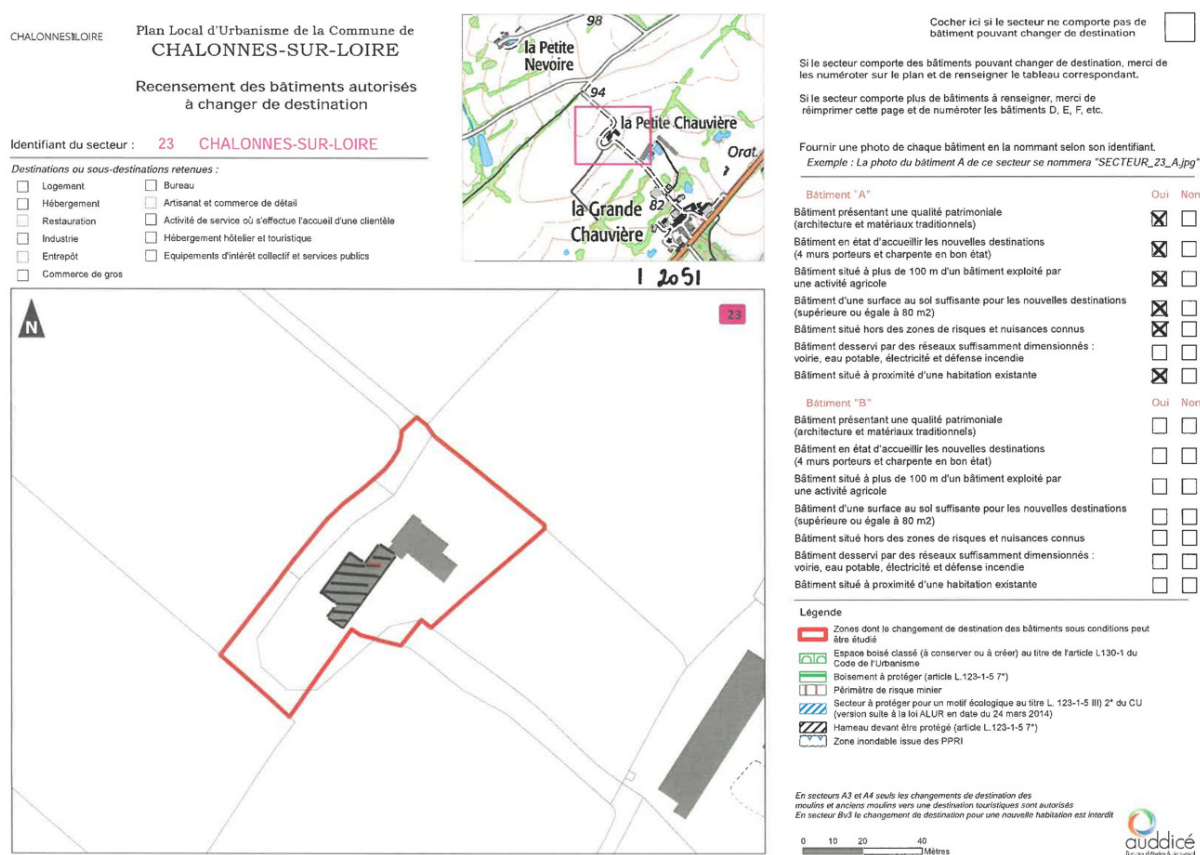 CHALONNES/LOIRE
Plan Local d'Urbanisme de la Commune de
CHALONNES-SUR-LOIRE
Recensement des bâtiments autorisés
à changer de destination
Identifiant du secteur : 23 CHALONNES-SUR-LOIRE
Destinations ou sous-destinations retenues :
Logement
Hébergement
Restauration
Industrie
Entrepôt
Commerce de gros
Bureau
Artisanat et commerce de détail
Activité de service où s'effectue l'accueil d'une clientèle
Hébergement hôtelier et touristique
Equipements d'intérêt collectif et services publics
98
la Petite
Nevoire
94
la Petite Chauvière
Orat.
82
la Grande
Chauvière
I 2051
N
23
Cocher ici si le secteur ne comporte pas de
bâtiment pouvant changer de destination
Si le secteur comporte des bâtiments pouvant changer de destination, merci de
les numéroter sur le plan et de renseigner le tableau correspondant.
Si le secteur comporte plus de bâtiments à renseigner, merci de
réimprimer cette page et de numéroter les bâtiments D, E, F, etc.
Fournir une photo de chaque bâtiment en la nommant selon son identifiant.
Exemple : La photo du bâtiment A de ce secteur se nommera "SECTEUR_23_A.jpg"
Bâtiment "A" Oui Non
Bâtiment présentant une qualité patrimoniale
(architecture et matériaux traditionnels)
Bâtiment en état d'accueillir les nouvelles destinations
(4 murs porteurs et charpente en bon état)
Bâtiment situé à plus de 100 m d'un bâtiment exploité par
une activité agricole
Bâtiment d'une surface au sol suffisante pour les nouvelles destinations
(supérieure ou égale à 80 m2)
Bâtiment situé hors des zones de risques et nuisances connus
Bâtiment desservi par des réseaux suffisamment dimensionnés :
voirie, eau potable, électricité et défense incendie
Bâtiment situé à proximité d'une habitation existante
Bâtiment "B" Oui Non
Bâtiment présentant une qualité patrimoniale
(architecture et matériaux traditionnels)
Bâtiment en état d'accueillir les nouvelles destinations
(4 murs porteurs et charpente en bon état)
Bâtiment situé à plus de 100 m d'un bâtiment exploité par
une activité agricole
Bâtiment d'une surface au sol suffisante pour les nouvelles destinations
(supérieure ou égale à 80 m2)
Bâtiment situé hors des zones de risques et nuisances connus
Bâtiment desservi par des réseaux suffisamment dimensionnés :
voirie, eau potable, électricité et défense incendie
Bâtiment situé à proximité d'une habitation existante
Légende
Zones dont le changement de destination des bâtiments sous conditions peut
être étudié
Espace boisé classé (à conserver ou à créer) au titre de l'article L130-1 du
Code de l'Urbanisme
Boisement à protéger (article L.123-1-5 7°)
Périmètre de risque minier
Secteur à protéger pour un motif écologique au titre L. 123-1-5 III) 2° du CU
(version suite à la loi ALUR en date du 24 mars 2014)
Hameau devant être protégé (article L.123-1-5 7°)
Zone inondable issue des PPRI
En secteurs A3 et A4 seuls les changements de destination des
moulins et anciens moulins vers une destination touristiques sont autorisés
En secteur Bv3 le changement de destination pour une nouvelle habitation est interdit
0 10 20 40
Mètres
auddicé